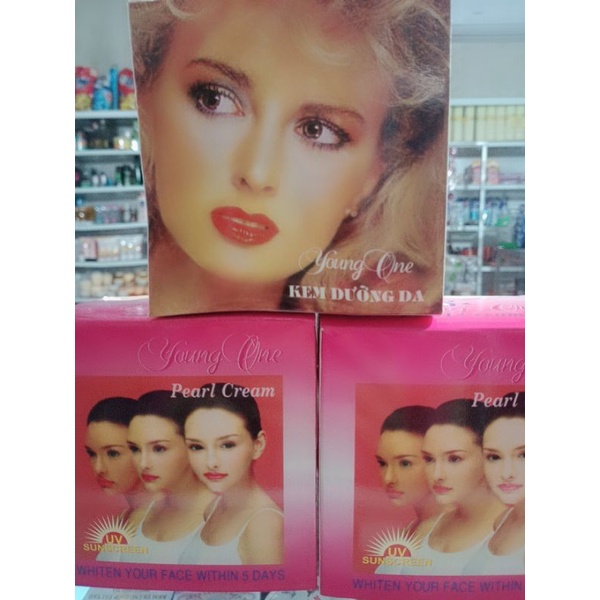 Young One
KEM DƯỠNG DA
Young One
Pearl Cream
UV
SUNSCREEN
WHITEN YOUR FACE WITHIN 5 DAYS
Young
Pearl
UV
SUNSCREEN
WHITEN YOUR FACE WITHIN